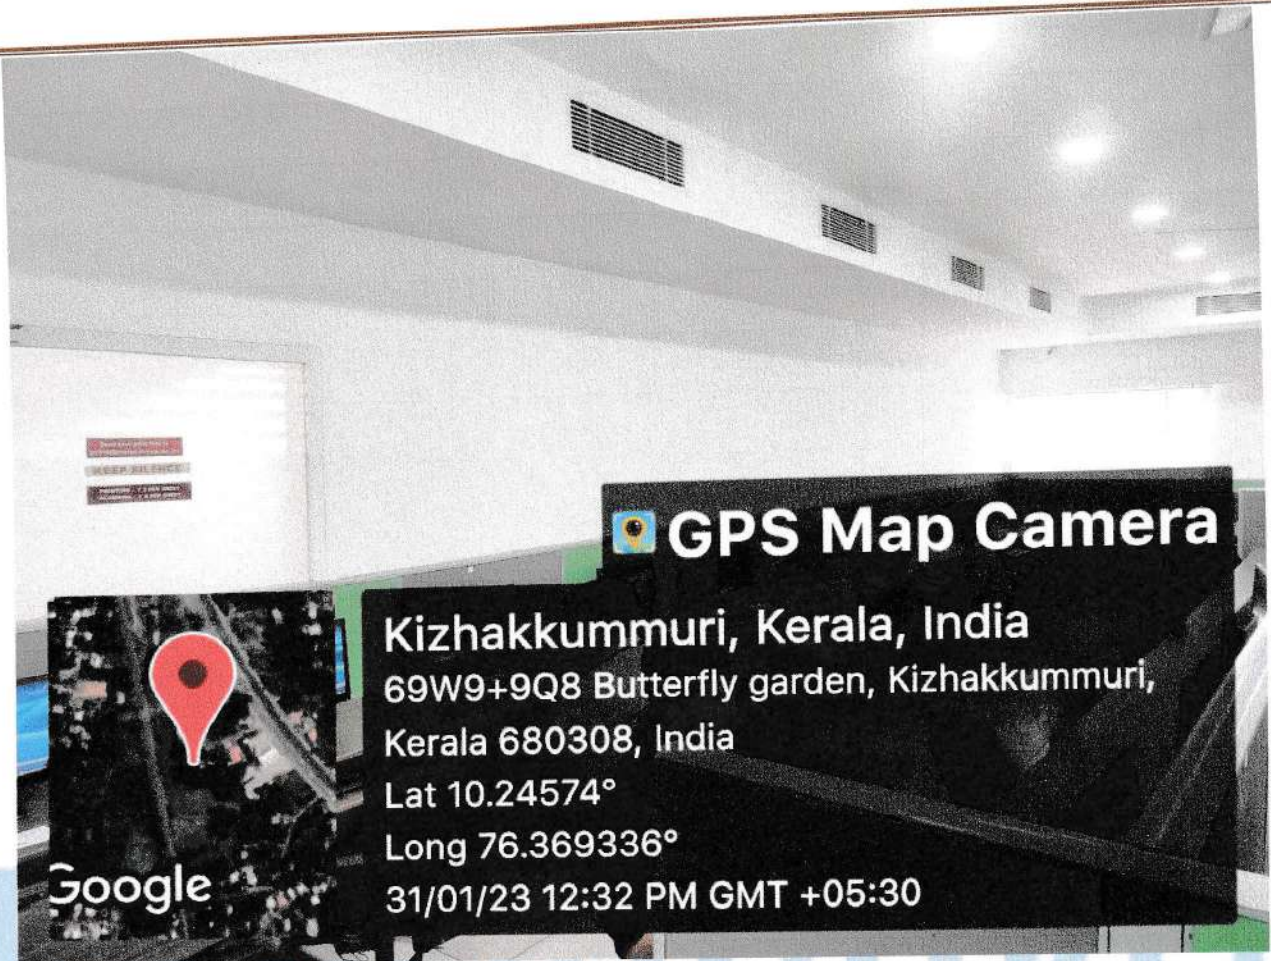 KEEP SILENCE
GPS Map Camera
Kizhakkummuri, Kerala, India
69W9+9Q8 Butterfly garden, Kizhakkummuri,
Kerala 680308, India
Lat 10.24574°
Long 76.369336°
31/01/23 12:32 PM GMT +05:30
Google